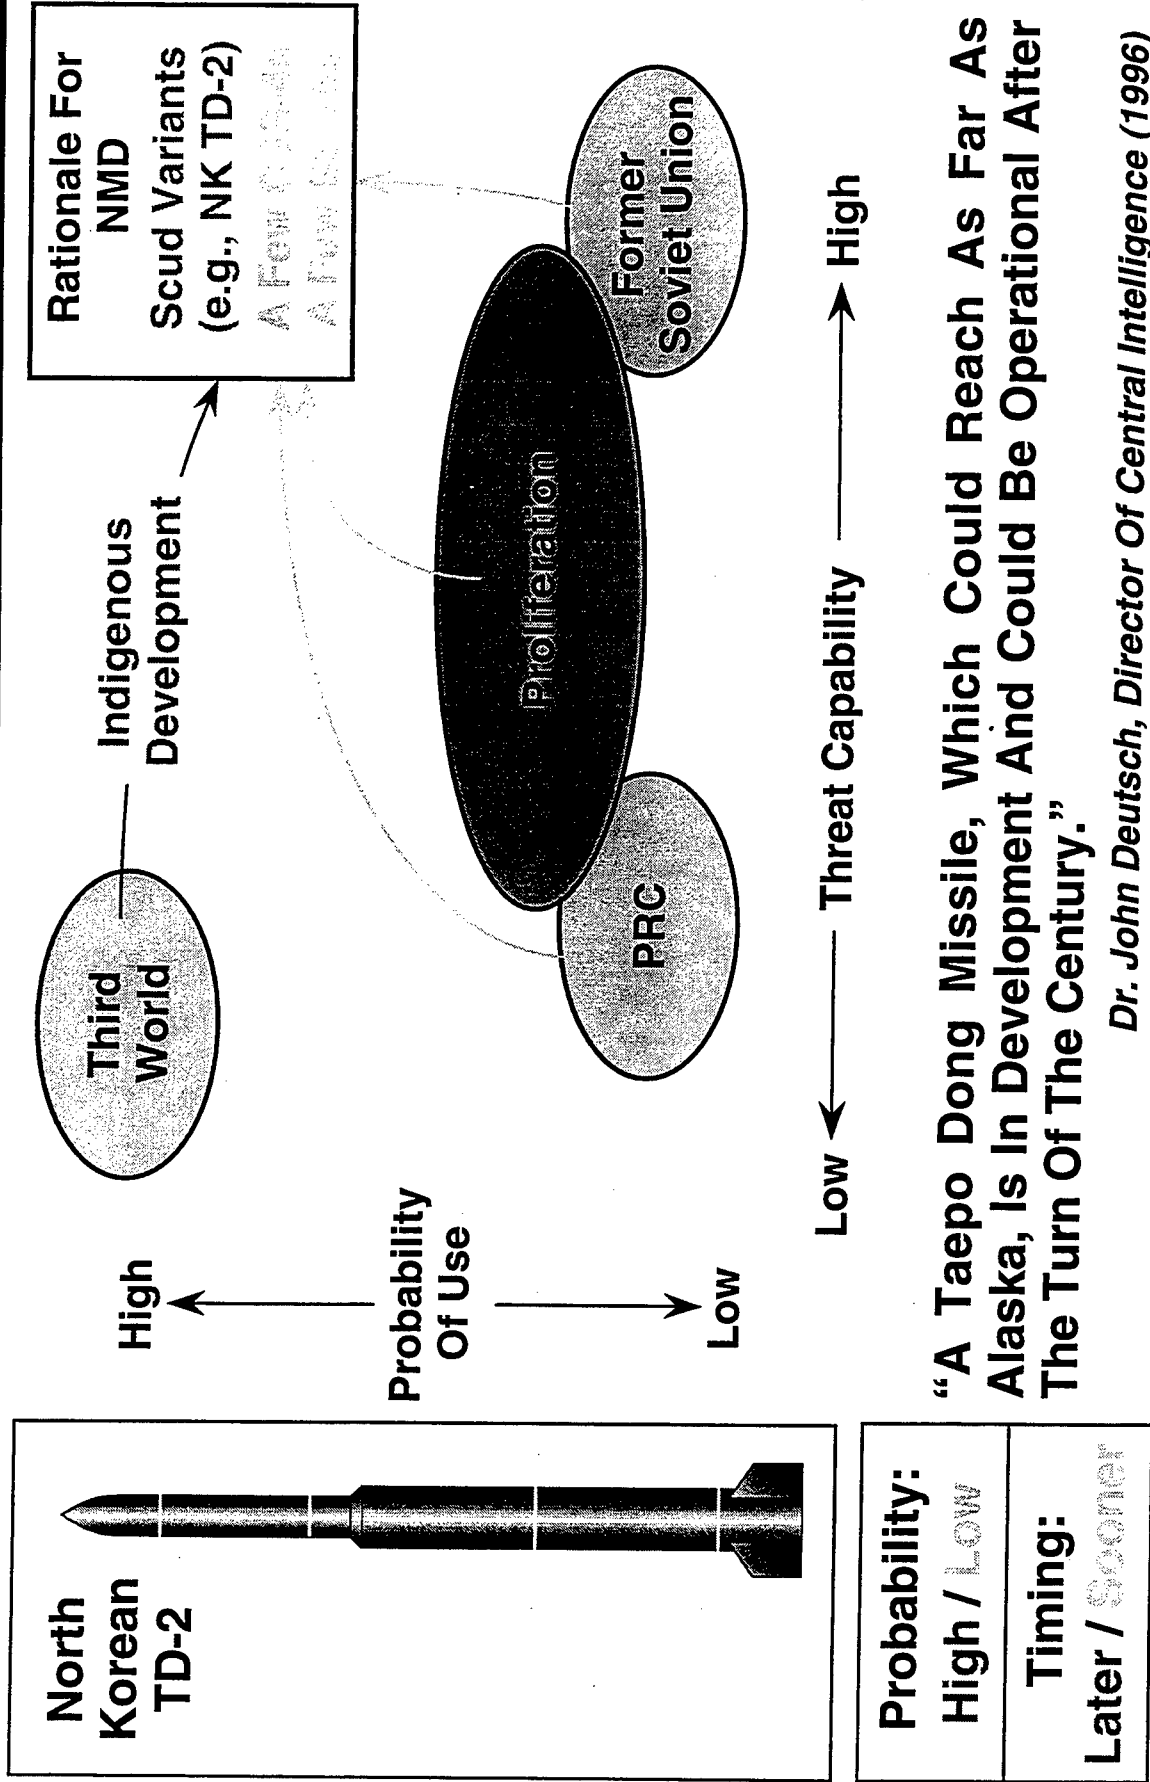 North
Korean
TD-2
Probability:
High / Low
Timing:
Later / Sooner
High
Probability
Of Use
Low
Third
World
Indigenous
Development
Rationale For
NMD
Scud Variants
(e.g., NK TD-2)
A Few
A Few
Proliferation
PRC
Former
Soviet Union
Low
Threat Capability
High
“A Taepo Dong Missile, Which Could Reach As Far As
Alaska, Is In Development And Could Be Operational After
The Turn Of The Century.”
Dr. John Deutsch, Director Of Central Intelligence (1996)